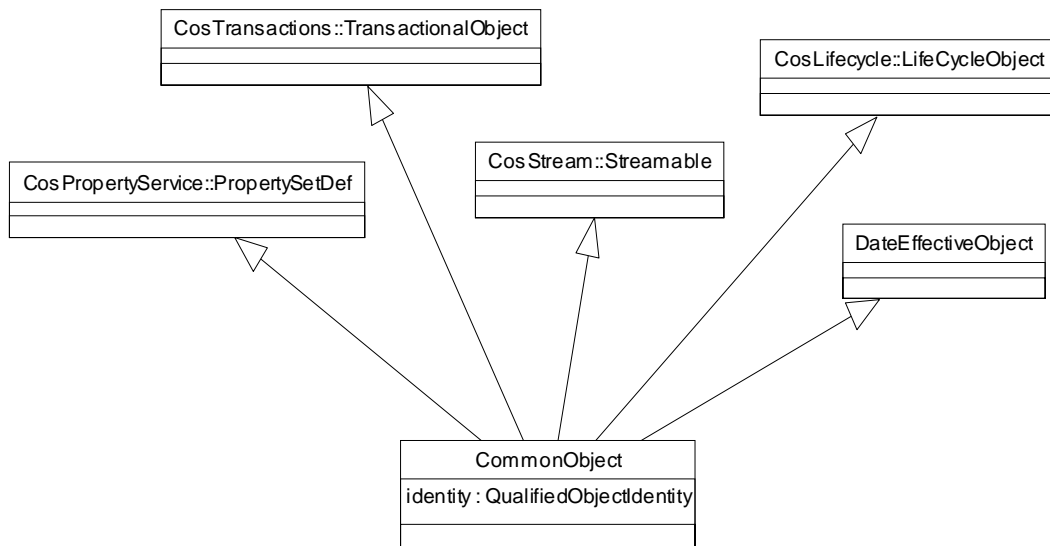 CosTransactions::TransactionalObject
CosLifecycle::LifeCycleObject
CosStream::Streamable
CosPropertyService::PropertySetDef
DateEffectiveObject
CommonObject
identity : QualifiedObjectIdentity